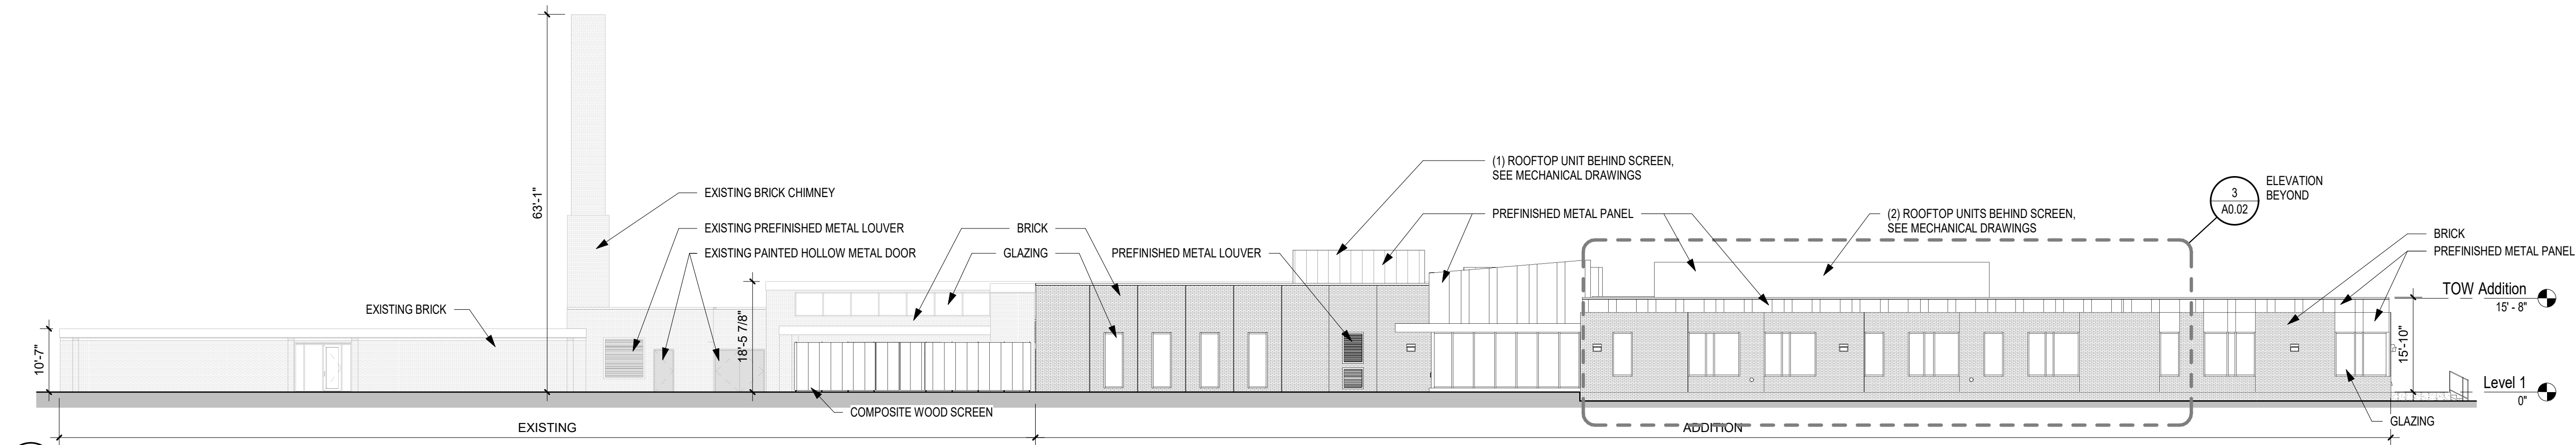 63'-1"
(1) ROOFTOP UNIT BEHIND SCREEN,
SEE MECHANICAL DRAWINGS
3
A0.02
ELEVATION
BEYOND
EXISTING BRICK CHIMNEY
PREFINISHED METAL PANEL
(2) ROOFTOP UNITS BEHIND SCREEN,
SEE MECHANICAL DRAWINGS
EXISTING PREFINISHED METAL LOUVER
BRICK
BRICK
EXISTING PAINTED HOLLOW METAL DOOR
GLAZING
PREFINISHED METAL LOUVER
PREFINISHED METAL PANEL
TOW Addition
15' - 8"
EXISTING BRICK
10'-7"
18'-5 7/8"
15'-10"
Level 1
0"
COMPOSITE WOOD SCREEN
GLAZING
EXISTING
ADDITION